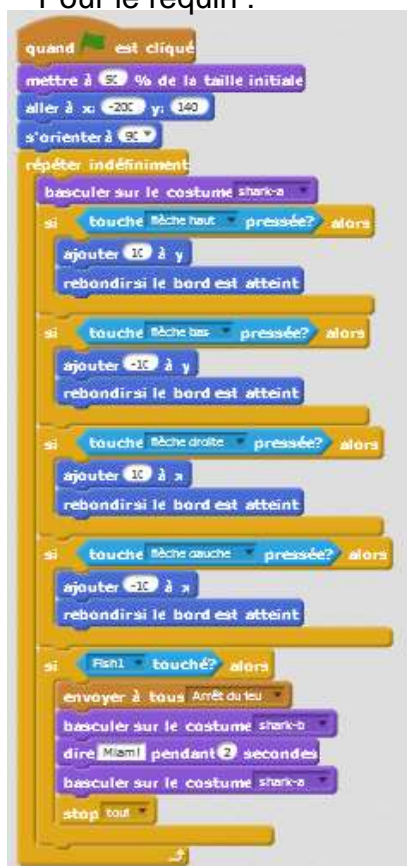 Pour le requin :
quand est cliqué
mettre à 50 % de la taille initiale
aller à x: -200 y: 140
s'orienter à 90
répéter indéfiniment
basculer sur le costume shark-a
si touche flèche haut pressée? alors
ajouter 10 à y
rebondir si le bord est atteint
si touche flèche bas pressée? alors
ajouter -10 à y
rebondir si le bord est atteint
si touche flèche droite pressée? alors
ajouter 10 à x
rebondir si le bord est atteint
si touche flèche gauche pressée? alors
ajouter -10 à x
rebondir si le bord est atteint
si Fish1 touché? alors
envoyer à tous Arrêt du jeu
basculer sur le costume shark-b
dire Miam! pendant 2 secondes
basculer sur le costume shark-a
stop tout